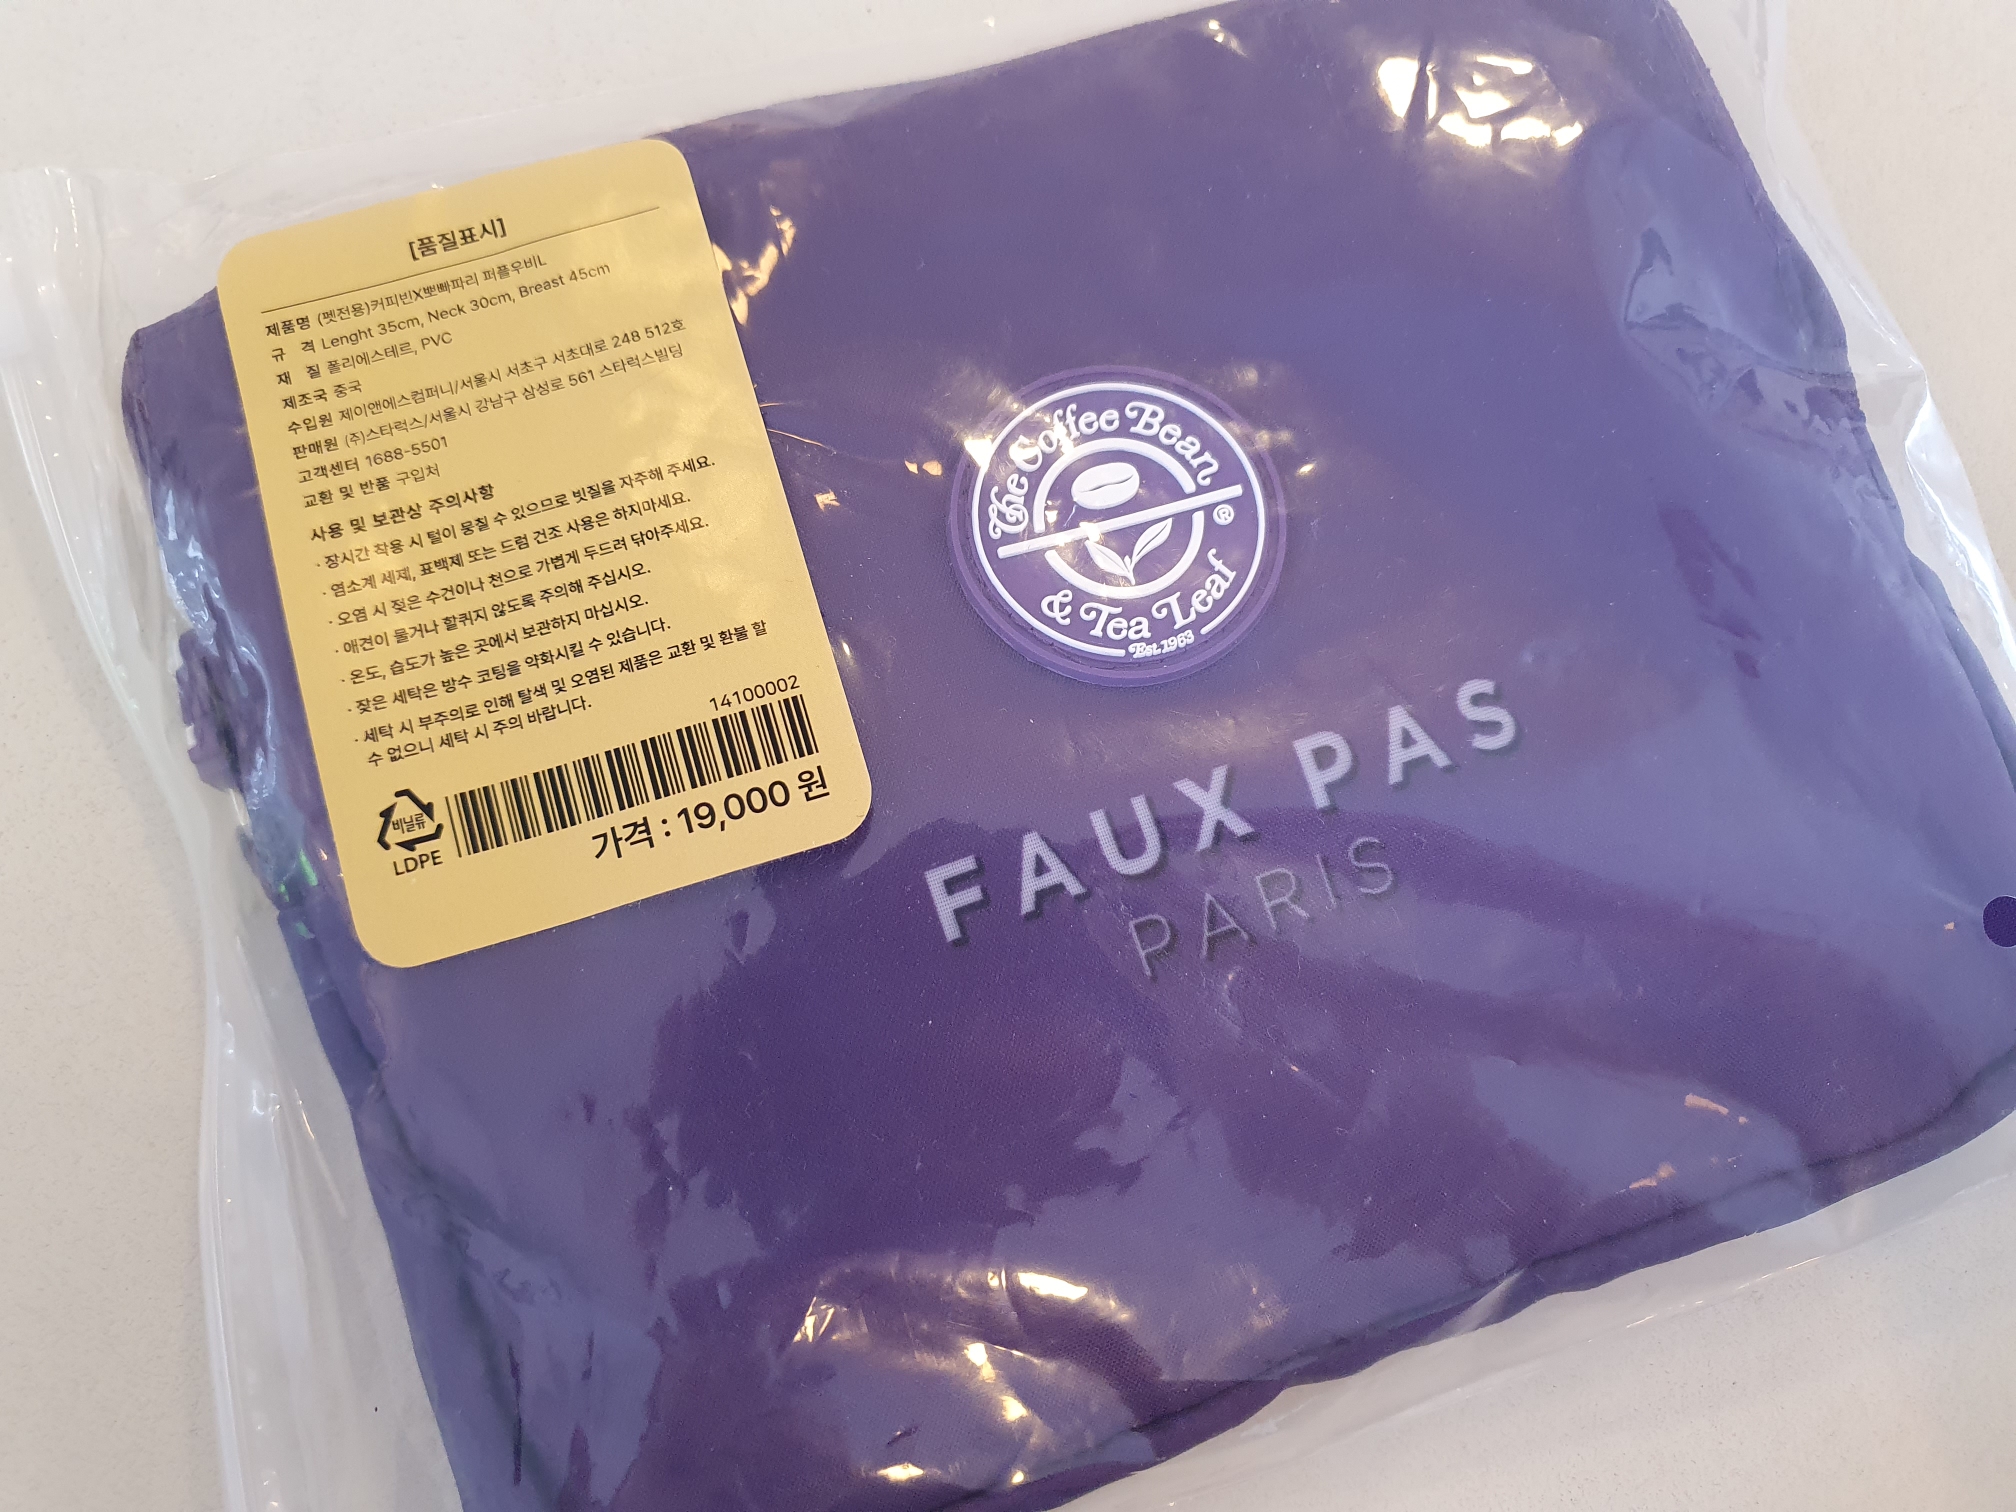 [품질표시]
제품명 (펫전용)커피빈X뽀빠파리 퍼플우비L
규 격 Lenght 35cm, Neck 30cm, Breast 45cm
재 질 폴리에스테르, PVC
제조국 중국
수입원 제이앤에스컴퍼니/서울시 서초구 서초대로 248 512호
판매원 (주)스타럭스/서울시 강남구 삼성로 561 스타럭스빌딩
고객센터 1688-5501
교환 및 반품 구입처
사용 및 보관상 주의사항
· 장시간 착용 시 털이 뭉칠 수 있으므로 빗질을 자주해 주세요.
· 염소계 세제, 표백제 또는 드럼 건조 사용은 하지마세요.
· 오염 시 젖은 수건이나 천으로 가볍게 두드려 닦아주세요.
· 애견이 물거나 할퀴지 않도록 주의해 주십시오.
· 온도, 습도가 높은 곳에서 보관하지 마십시오.
· 잦은 세탁은 방수 코팅을 약화시킬 수 있습니다.
· 세탁 시 부주의로 인해 탈색 및 오염된 제품은 교환 및 환불 할
수 없으니 세탁 시 주의 바랍니다.
14100002
비닐류
LDPE
가격 : 19,000 원
The Coffee Bean
®
& Tea Leaf
Est. 1963
FAUX PAS
PARIS